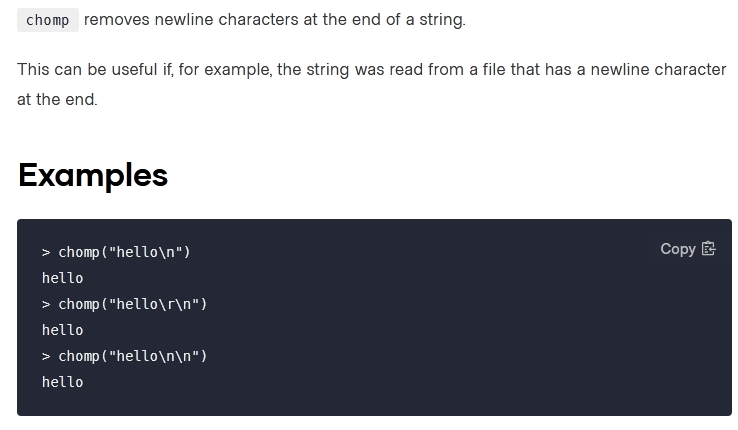 chomp removes newline characters at the end of a string.
This can be useful if, for example, the string was read from a file that has a newline character
at the end.
Examples
Copy
> chomp("hello\n")
hello
> chomp("hello\r\n")
hello
> chomp("hello\n\n")
hello